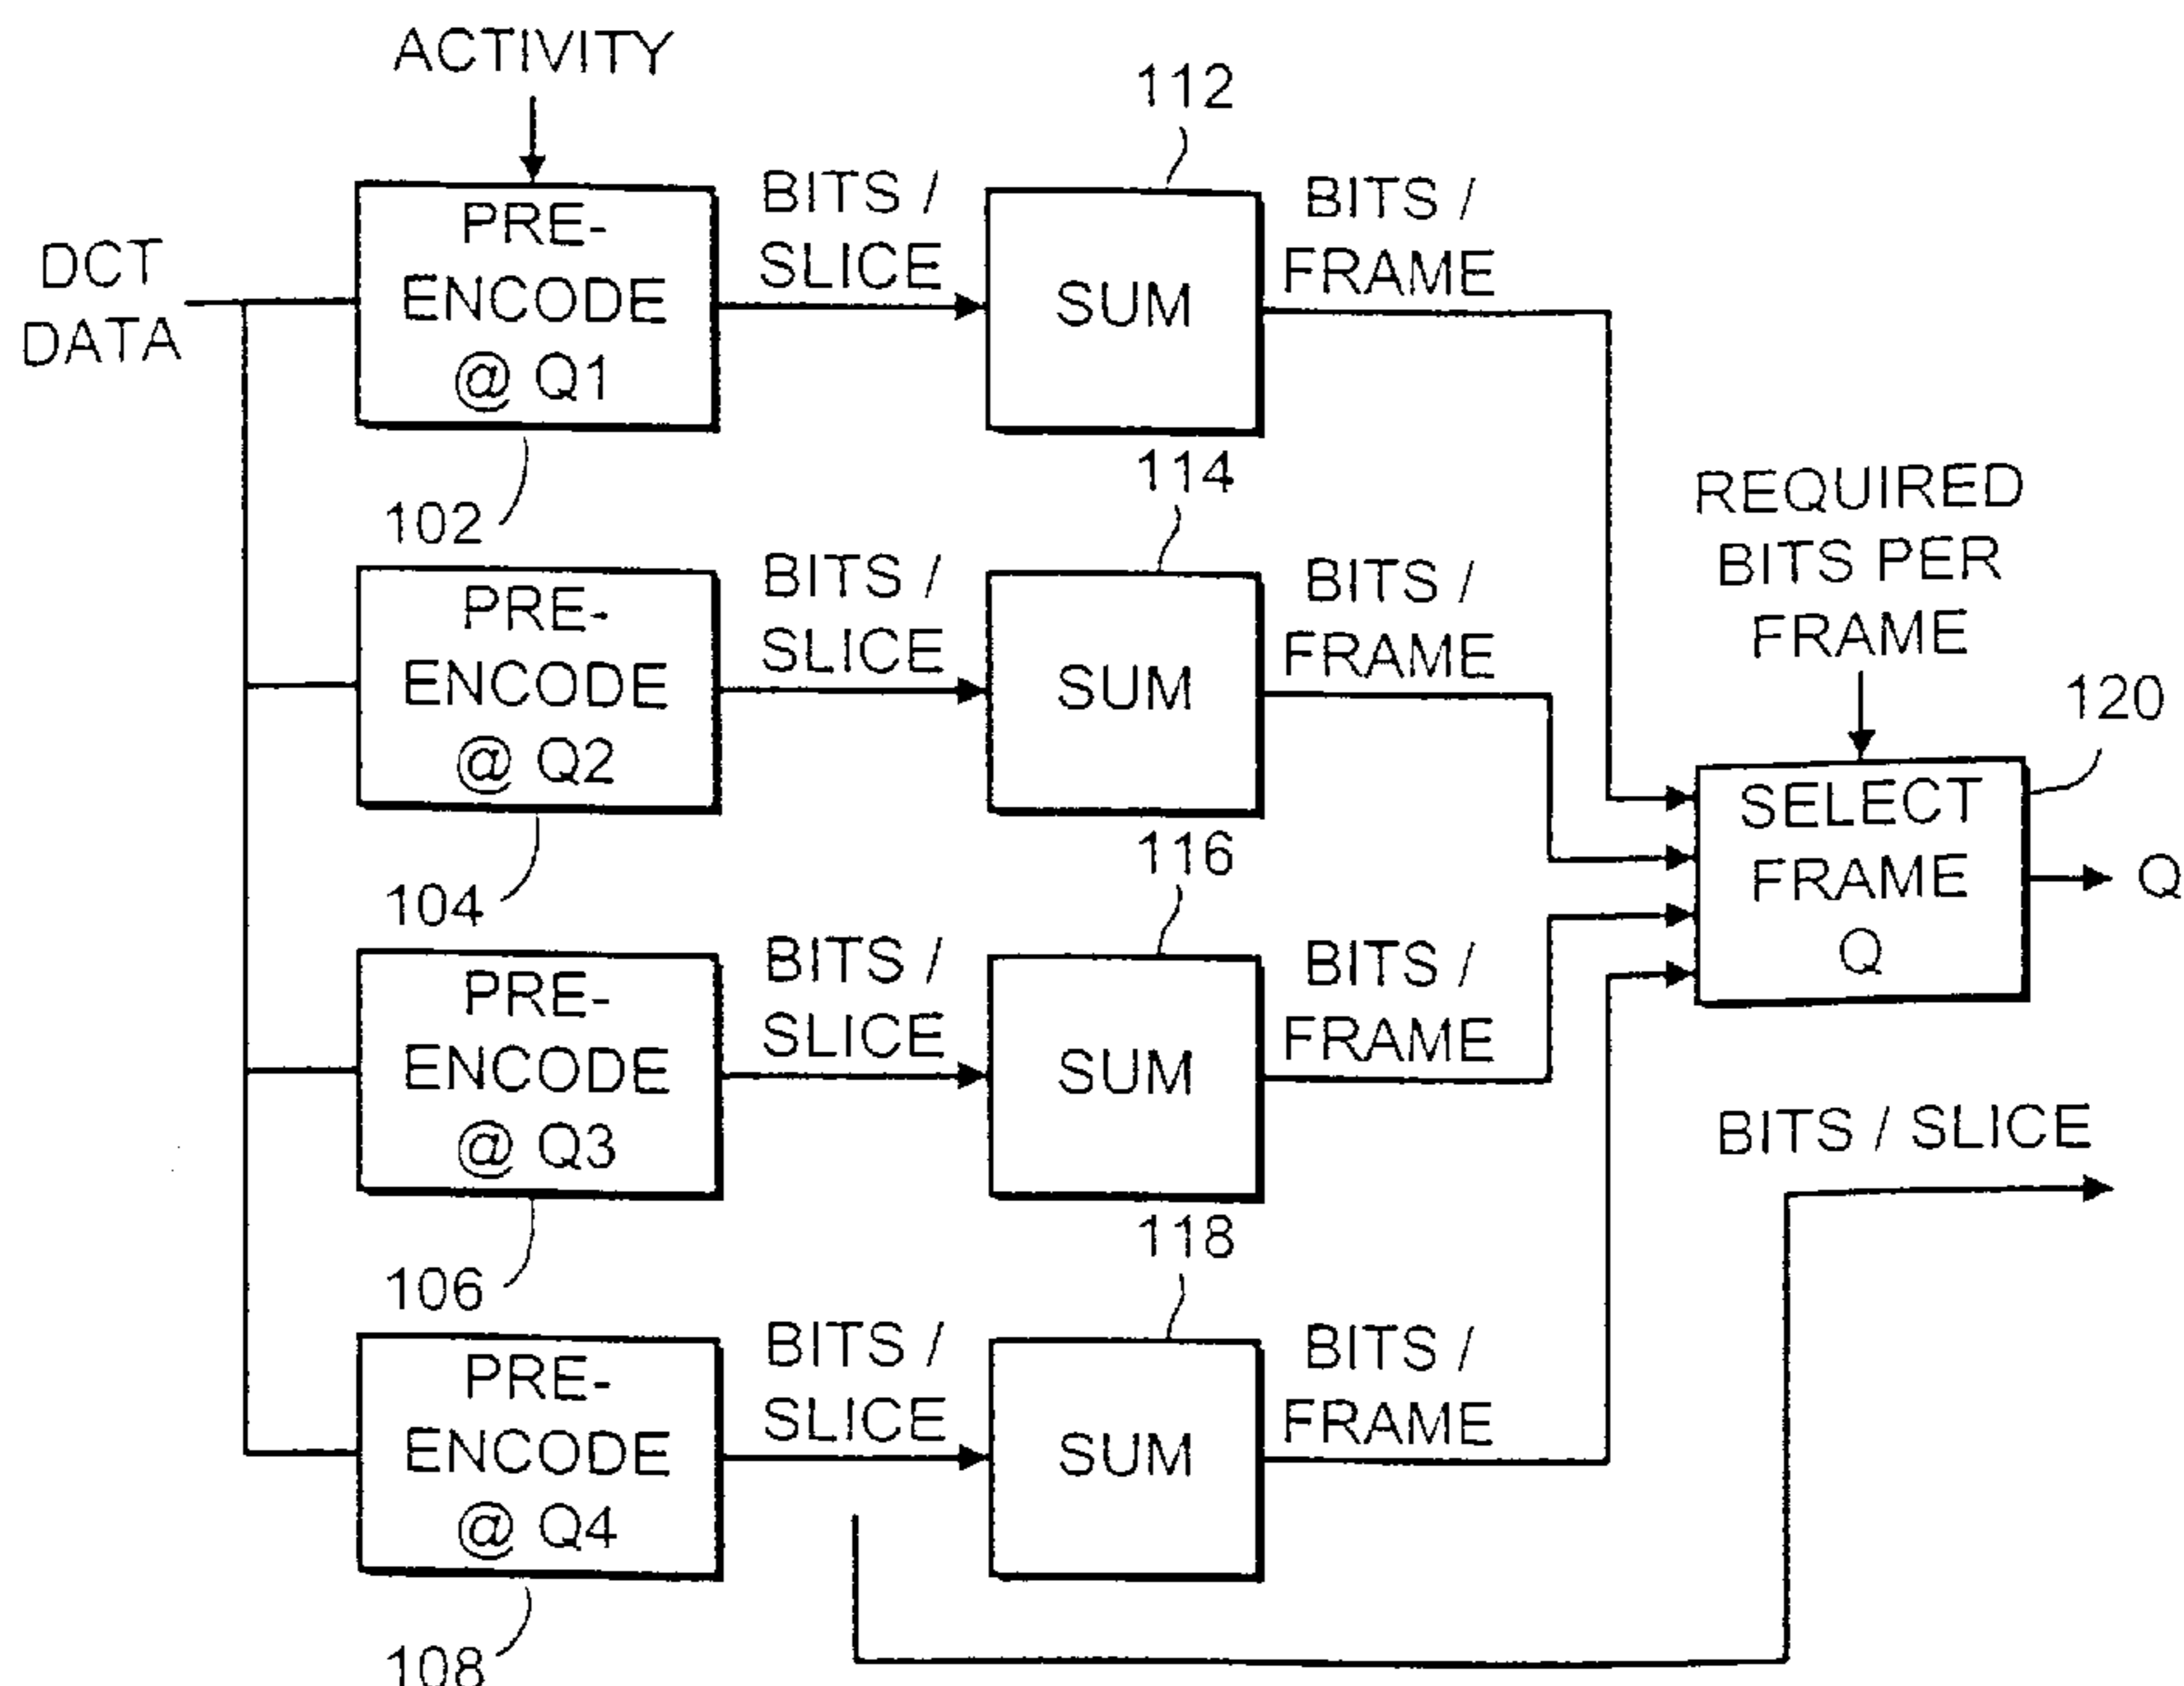 ACTIVITY
112
DCT
DATA
PRE-
ENCODE
@ Q1
BITS /
SLICE
SUM
BITS /
FRAME
102
114
REQUIRED
BITS PER
FRAME
PRE-
ENCODE
@ Q2
BITS /
SLICE
SUM
BITS /
FRAME
120
104
116
SELECT
FRAME
Q
Q
PRE-
ENCODE
@ Q3
BITS /
SLICE
SUM
BITS /
FRAME
BITS / SLICE
106
118
PRE-
ENCODE
@ Q4
BITS /
SLICE
SUM
BITS /
FRAME
108